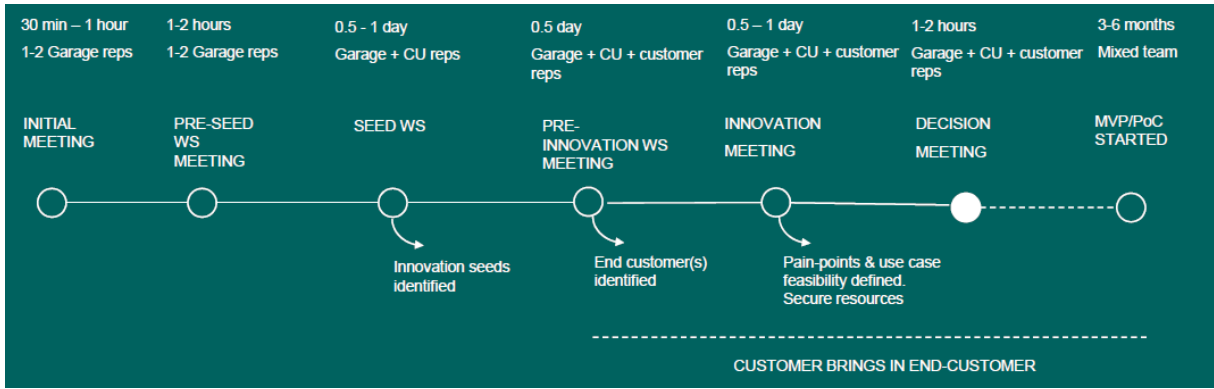 30 min – 1 hour
1-2 Garage reps
1-2 hours
1-2 Garage reps
0.5 - 1 day
Garage + CU reps
0.5 day
Garage + CU + customer
reps
0.5 – 1 day
Garage + CU + customer
reps
1-2 hours
Garage + CU + customer
reps
3-6 months
Mixed team
INITIAL
MEETING
PRE-SEED
WS
MEETING
SEED WS
PRE-
INNOVATION WS
MEETING
INNOVATION
MEETING
DECISION
MEETING
MVP/PoC
STARTED
Innovation seeds
identified
End customer(s)
identified
Pain-points & use case
feasibility defined.
Secure resources
CUSTOMER BRINGS IN END-CUSTOMER